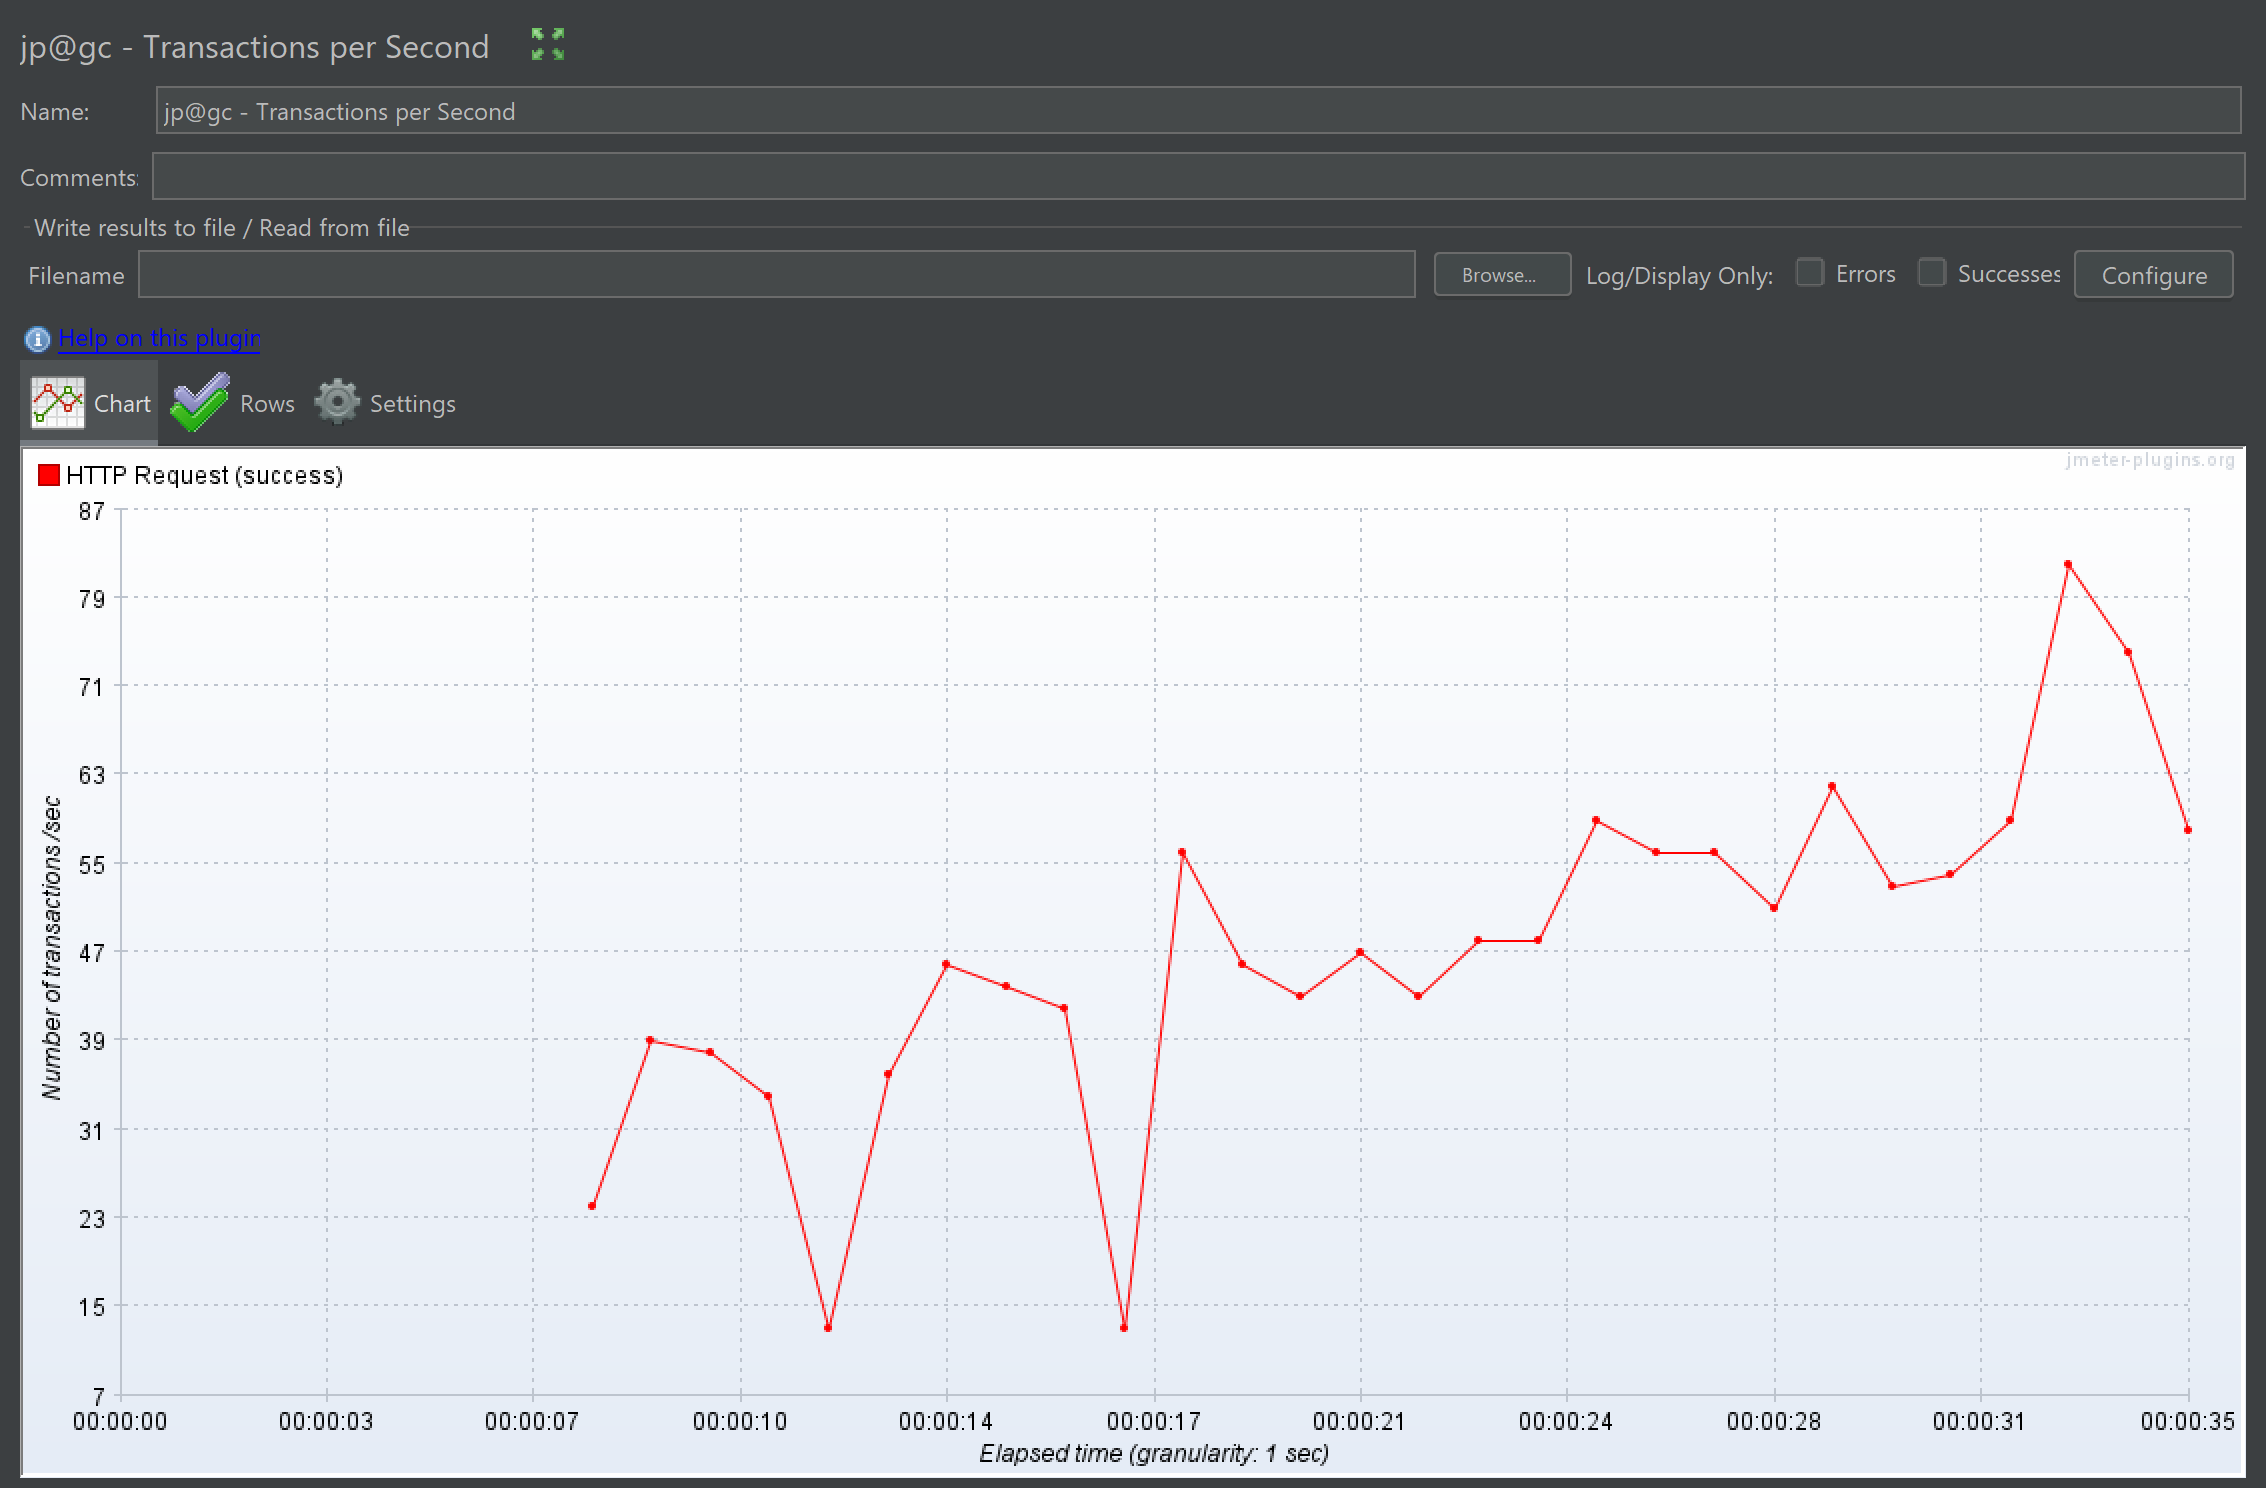 jp@gc - Transactions per Second
Name: jp@gc - Transactions per Second
Comments:
Write results to file / Read from file
Filename Browse... Log/Display Only: Errors Successes Configure
Help on this plugin
Chart Rows Settings
HTTP Request (success)
jmeter-plugins.org
87
79
71
63
55
47
39
31
23
15
7
Number of transactions /sec
00:00:00 00:00:03 00:00:07 00:00:10 00:00:14 00:00:17 00:00:21 00:00:24 00:00:28 00:00:31 00:00:35
Elapsed time (granularity: 1 sec)